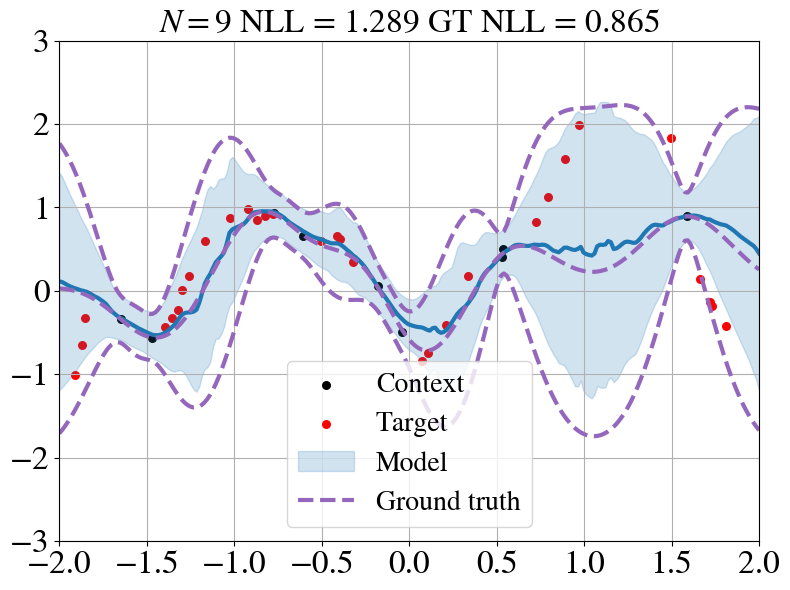 N = 9 NLL = 1.289 GT NLL = 0.865
3
2
1
0
−1
−2
−3
Context
Target
Model
Ground truth
−2.0 −1.5 −1.0 −0.5 0.0 0.5 1.0 1.5 2.0